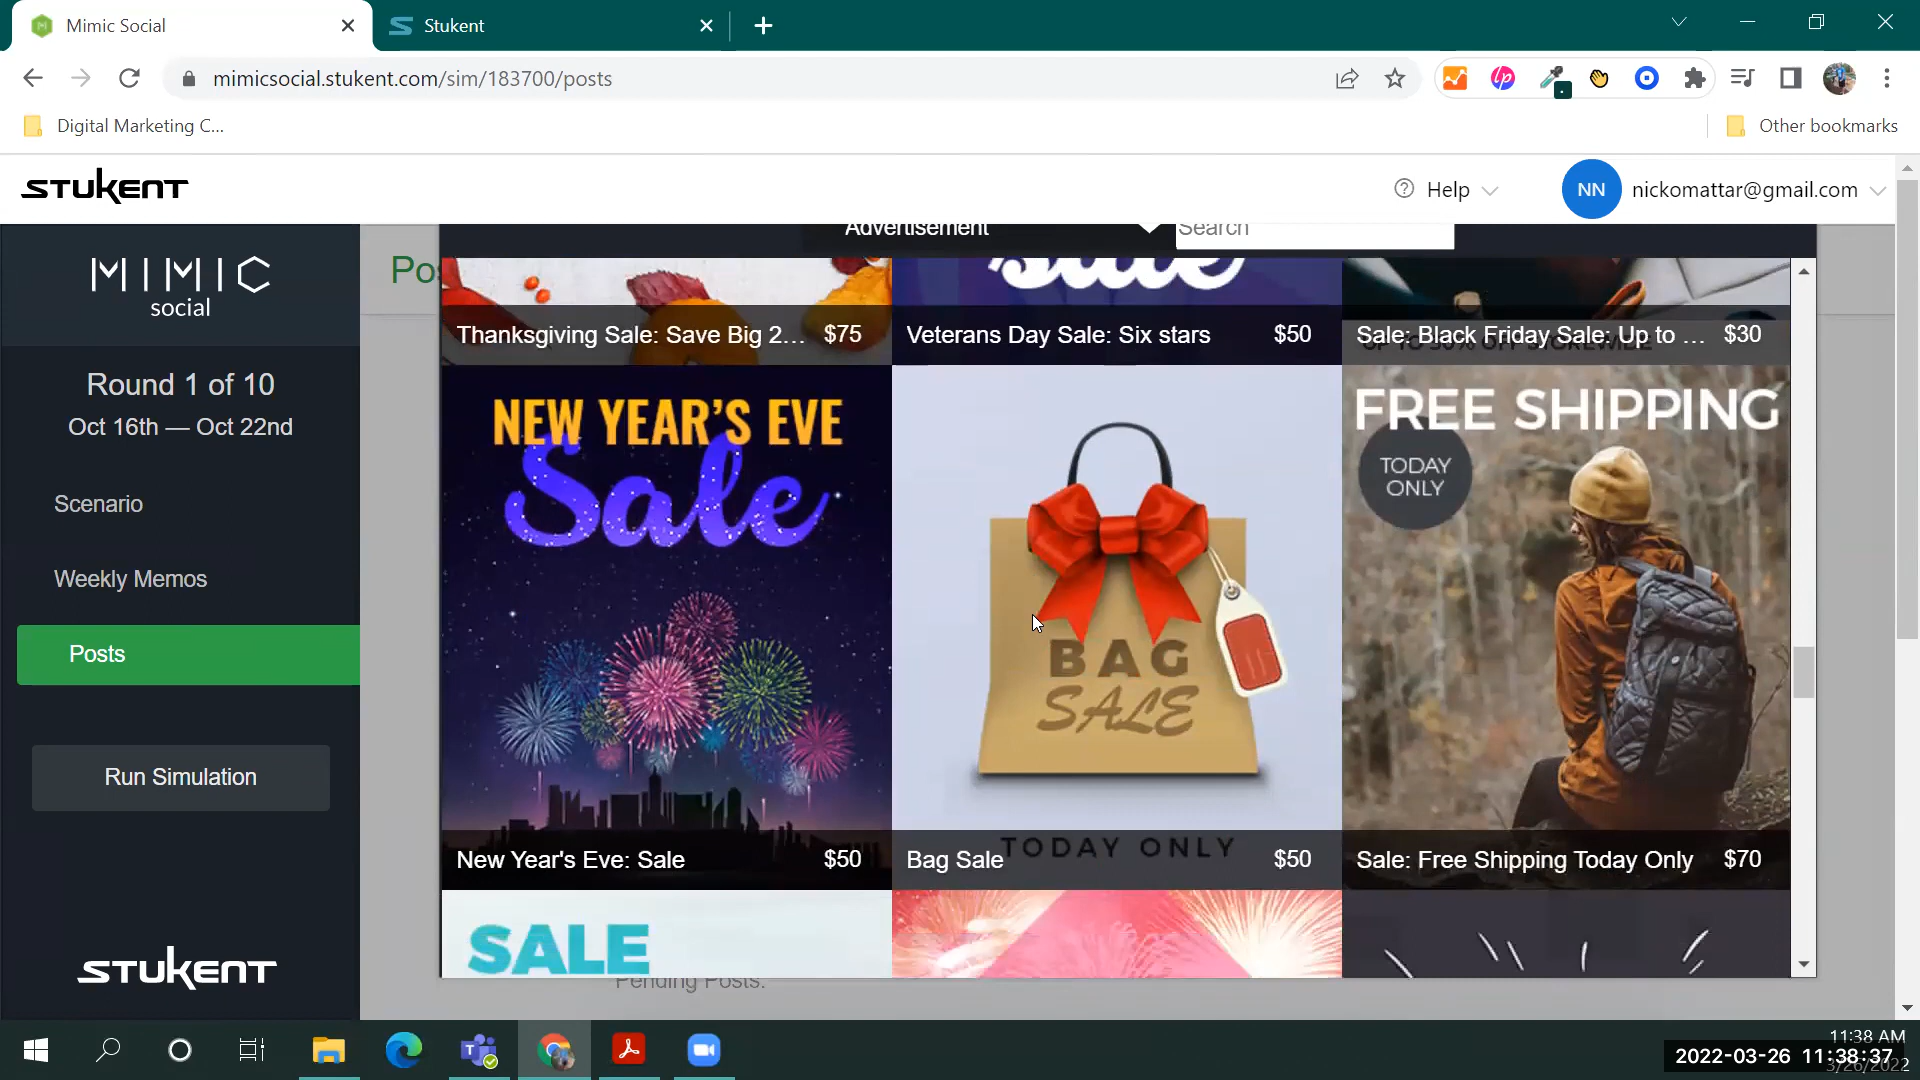 Mimic Social
Stukent
mimicsocial.stukent.com/sim/183700/posts
Digital Marketing C...
Other bookmarks
STUKENT
Help
NN
nickomattar@gmail.com
MIMIC
social
Round 1 of 10
Oct 16th — Oct 22nd
Scenario
Weekly Memos
Posts
Run Simulation
STUKENT
Advertisement
Search
sale
Thanksgiving Sale: Save Big 2... $75
Veterans Day Sale: Six stars $50
Sale: Black Friday Sale: Up to ... $30
NEW YEAR'S EVE
Sale
New Year's Eve: Sale $50
BAG
SALE
TODAY ONLY
Bag Sale $50
FREE SHIPPING
TODAY
ONLY
Sale: Free Shipping Today Only $70
SALE
Pending Posts:
11:38 AM
2022-03-26 11:38:37